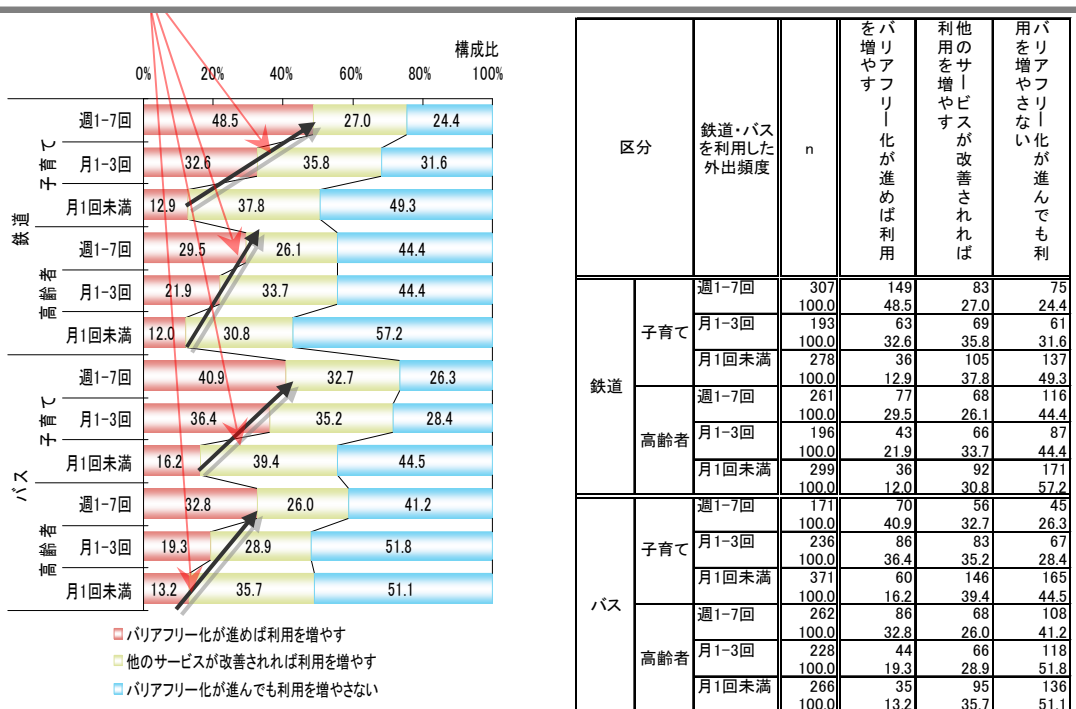 構成比
0% 20% 40% 60% 80% 100%
鉄道
子育て
週1-7回 48.5 27.0 24.4
月1-3回 32.6 35.8 31.6
月1回未満 12.9 37.8 49.3
高齢者
週1-7回 29.5 26.1 44.4
月1-3回 21.9 33.7 44.4
月1回未満 12.0 30.8 57.2
バス
子育て
週1-7回 40.9 32.7 26.3
月1-3回 36.4 35.2 28.4
月1回未満 16.2 39.4 44.5
高齢者
週1-7回 32.8 26.0 41.2
月1-3回 19.3 28.9 51.8
月1回未満 13.2 35.7 51.1
バリアフリー化が進めば利用を増やす
他のサービスが改善されれば利用を増やす
バリアフリー化が進んでも利用を増やさない
区分
鉄道・バス
を利用した
外出頻度
n
バリアフリー化が進めば利用
を増やす
他のサービスが改善されれば
利用を増やす
バリアフリー化が進んでも利
用を増やさない
鉄道
子育て
週1-7回 307 149 83 75
100.0 48.5 27.0 24.4
月1-3回 193 63 69 61
100.0 32.6 35.8 31.6
月1回未満 278 36 105 137
100.0 12.9 37.8 49.3
高齢者
週1-7回 261 77 68 116
100.0 29.5 26.1 44.4
月1-3回 196 43 66 87
100.0 21.9 33.7 44.4
月1回未満 299 36 92 171
100.0 12.0 30.8 57.2
バス
子育て
週1-7回 171 70 56 45
100.0 40.9 32.7 26.3
月1-3回 236 86 83 67
100.0 36.4 35.2 28.4
月1回未満 371 60 146 165
100.0 16.2 39.4 44.5
高齢者
週1-7回 262 86 68 108
100.0 32.8 26.0 41.2
月1-3回 228 44 66 118
100.0 19.3 28.9 51.8
月1回未満 266 35 95 136
100.0 13.2 35.7 51.1